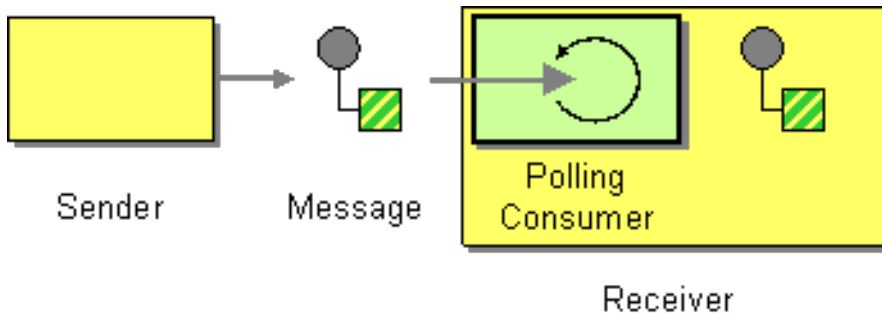 Sender
Message
Polling
Consumer
Receiver